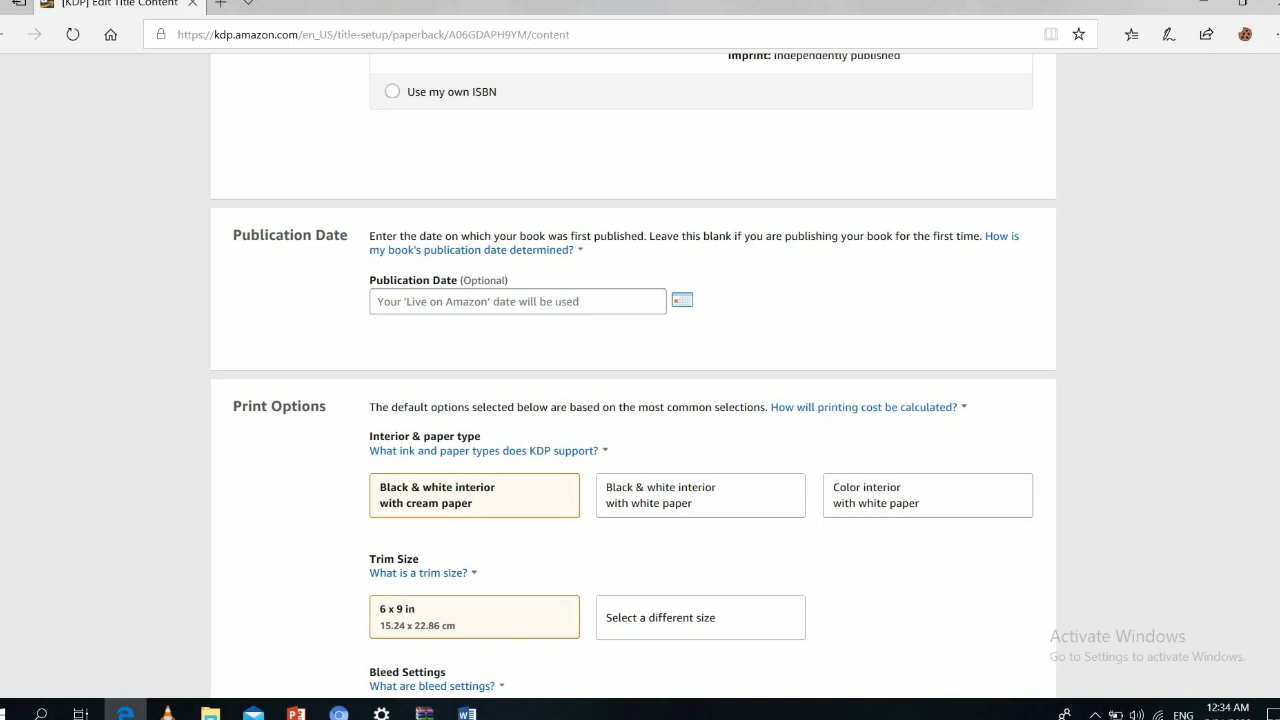 [KDP] Edit Title Content
https://kdp.amazon.com/en_US/title-setup/paperback/A06GDAPH9YM/content
Imprint: Independently published
Use my own ISBN
Publication Date
Enter the date on which your book was first published. Leave this blank if you are publishing your book for the first time. How is
my book's publication date determined?
Publication Date (Optional)
Your 'Live on Amazon' date will be used
Print Options
The default options selected below are based on the most common selections. How will printing cost be calculated?
Interior & paper type
What ink and paper types does KDP support?
Black & white interior
with cream paper
Black & white interior
with white paper
Color interior
with white paper
Trim Size
What is a trim size?
6 x 9 in
15.24 x 22.86 cm
Select a different size
Activate Windows
Go to Settings to activate Windows.
Bleed Settings
What are bleed settings?
ENG
12:34 AM